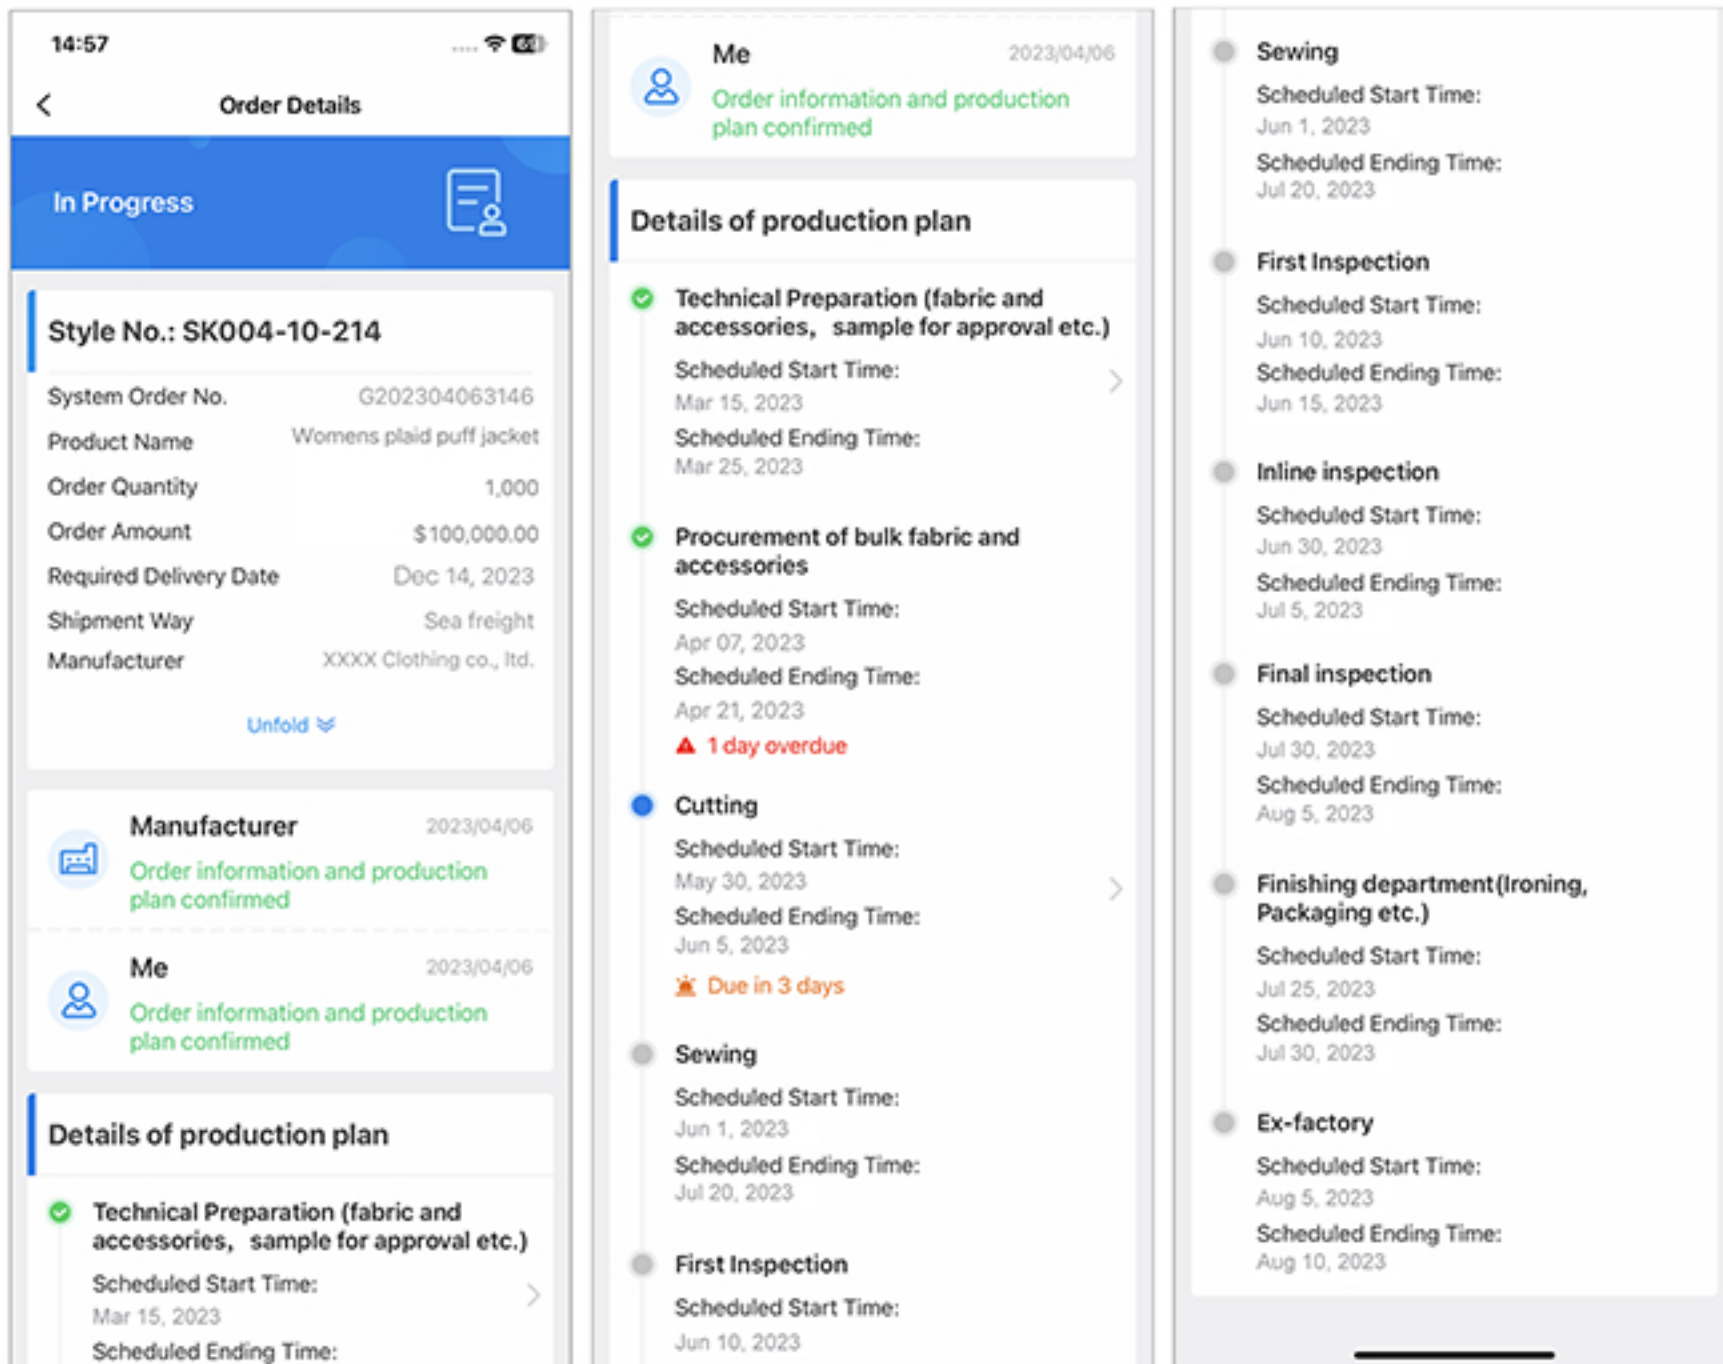 14:57
Order Details
In Progress
Style No.: SK004-10-214
System Order No. G202304063146
Product Name Womens plaid puff jacket
Order Quantity 1,000
Order Amount $100,000.00
Required Delivery Date Dec 14, 2023
Shipment Way Sea freight
Manufacturer XXXX Clothing co., ltd.
Unfold
Manufacturer 2023/04/06
Order information and production
plan confirmed
Me 2023/04/06
Order information and production
plan confirmed
Details of production plan
Technical Preparation (fabric and
accessories, sample for approval etc.)
Scheduled Start Time:
Mar 15, 2023
Scheduled Ending Time:
Me 2023/04/06
Order information and production
plan confirmed
Details of production plan
Technical Preparation (fabric and
accessories, sample for approval etc.)
Scheduled Start Time:
Mar 15, 2023
Scheduled Ending Time:
Mar 25, 2023
Procurement of bulk fabric and
accessories
Scheduled Start Time:
Apr 07, 2023
Scheduled Ending Time:
Apr 21, 2023
1 day overdue
Cutting
Scheduled Start Time:
May 30, 2023
Scheduled Ending Time:
Jun 5, 2023
Due in 3 days
Sewing
Scheduled Start Time:
Jun 1, 2023
Scheduled Ending Time:
Jul 20, 2023
First Inspection
Scheduled Start Time:
Jun 10, 2023
Sewing
Scheduled Start Time:
Jun 1, 2023
Scheduled Ending Time:
Jul 20, 2023
First Inspection
Scheduled Start Time:
Jun 10, 2023
Scheduled Ending Time:
Jun 15, 2023
Inline inspection
Scheduled Start Time:
Jun 30, 2023
Scheduled Ending Time:
Jul 5, 2023
Final inspection
Scheduled Start Time:
Jul 30, 2023
Scheduled Ending Time:
Aug 5, 2023
Finishing department(Ironing,
Packaging etc.)
Scheduled Start Time:
Jul 25, 2023
Scheduled Ending Time:
Jul 30, 2023
Ex-factory
Scheduled Start Time:
Aug 5, 2023
Scheduled Ending Time:
Aug 10, 2023